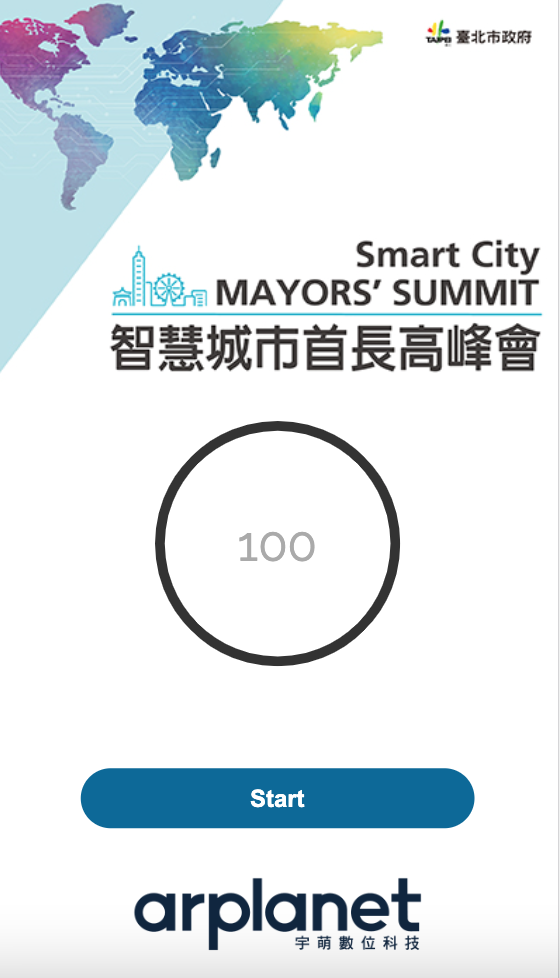 TAIPEI
臺北市政府
Smart City
MAYORS’ SUMMIT
智慧城市首長高峰會
100
Start
arplanet
宇萌數位科技